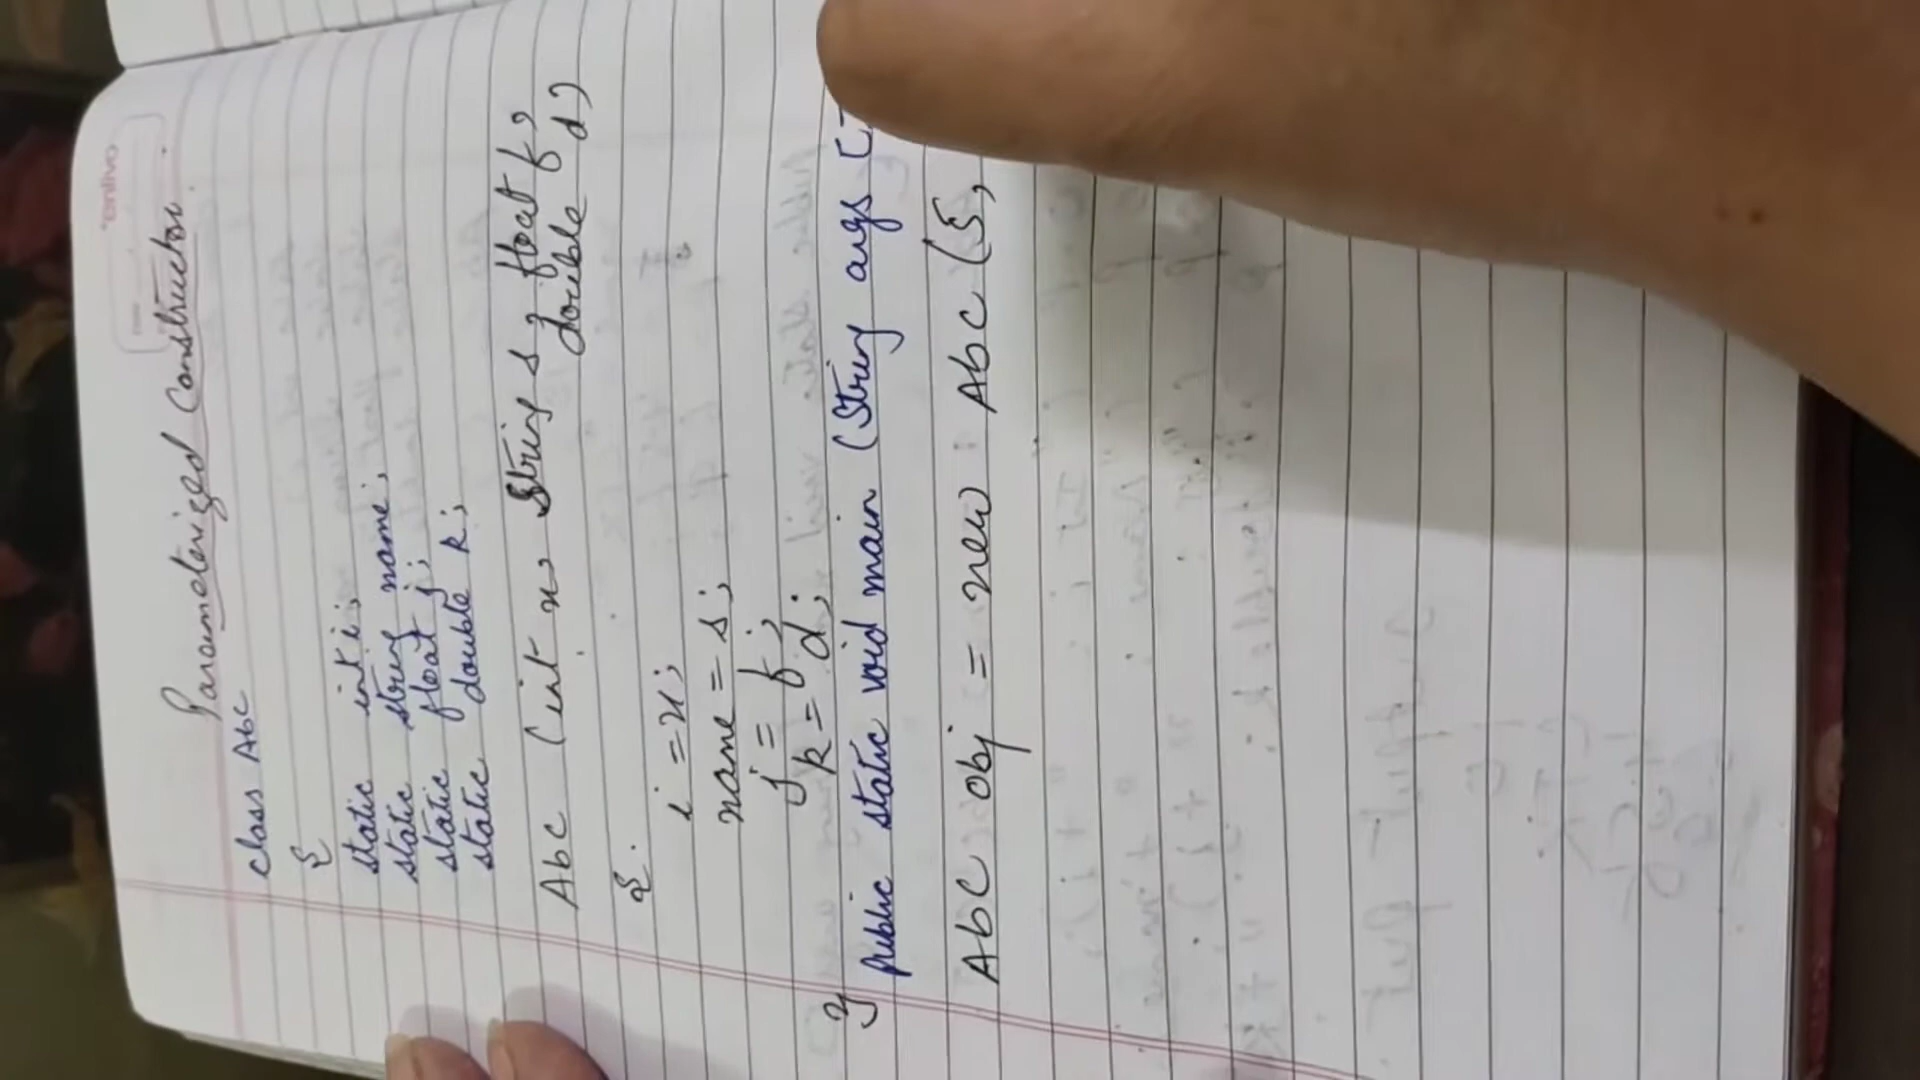 Parameterized Constructor.
class Abc
{
static int i;
static string name;
static float j;
static double k;
Abc (int x, String s, float f,
double d)
{
i = x;
name = s;
j = f;
k = d;
}
public static void main (String args [
Abc obj = new Abc (5,